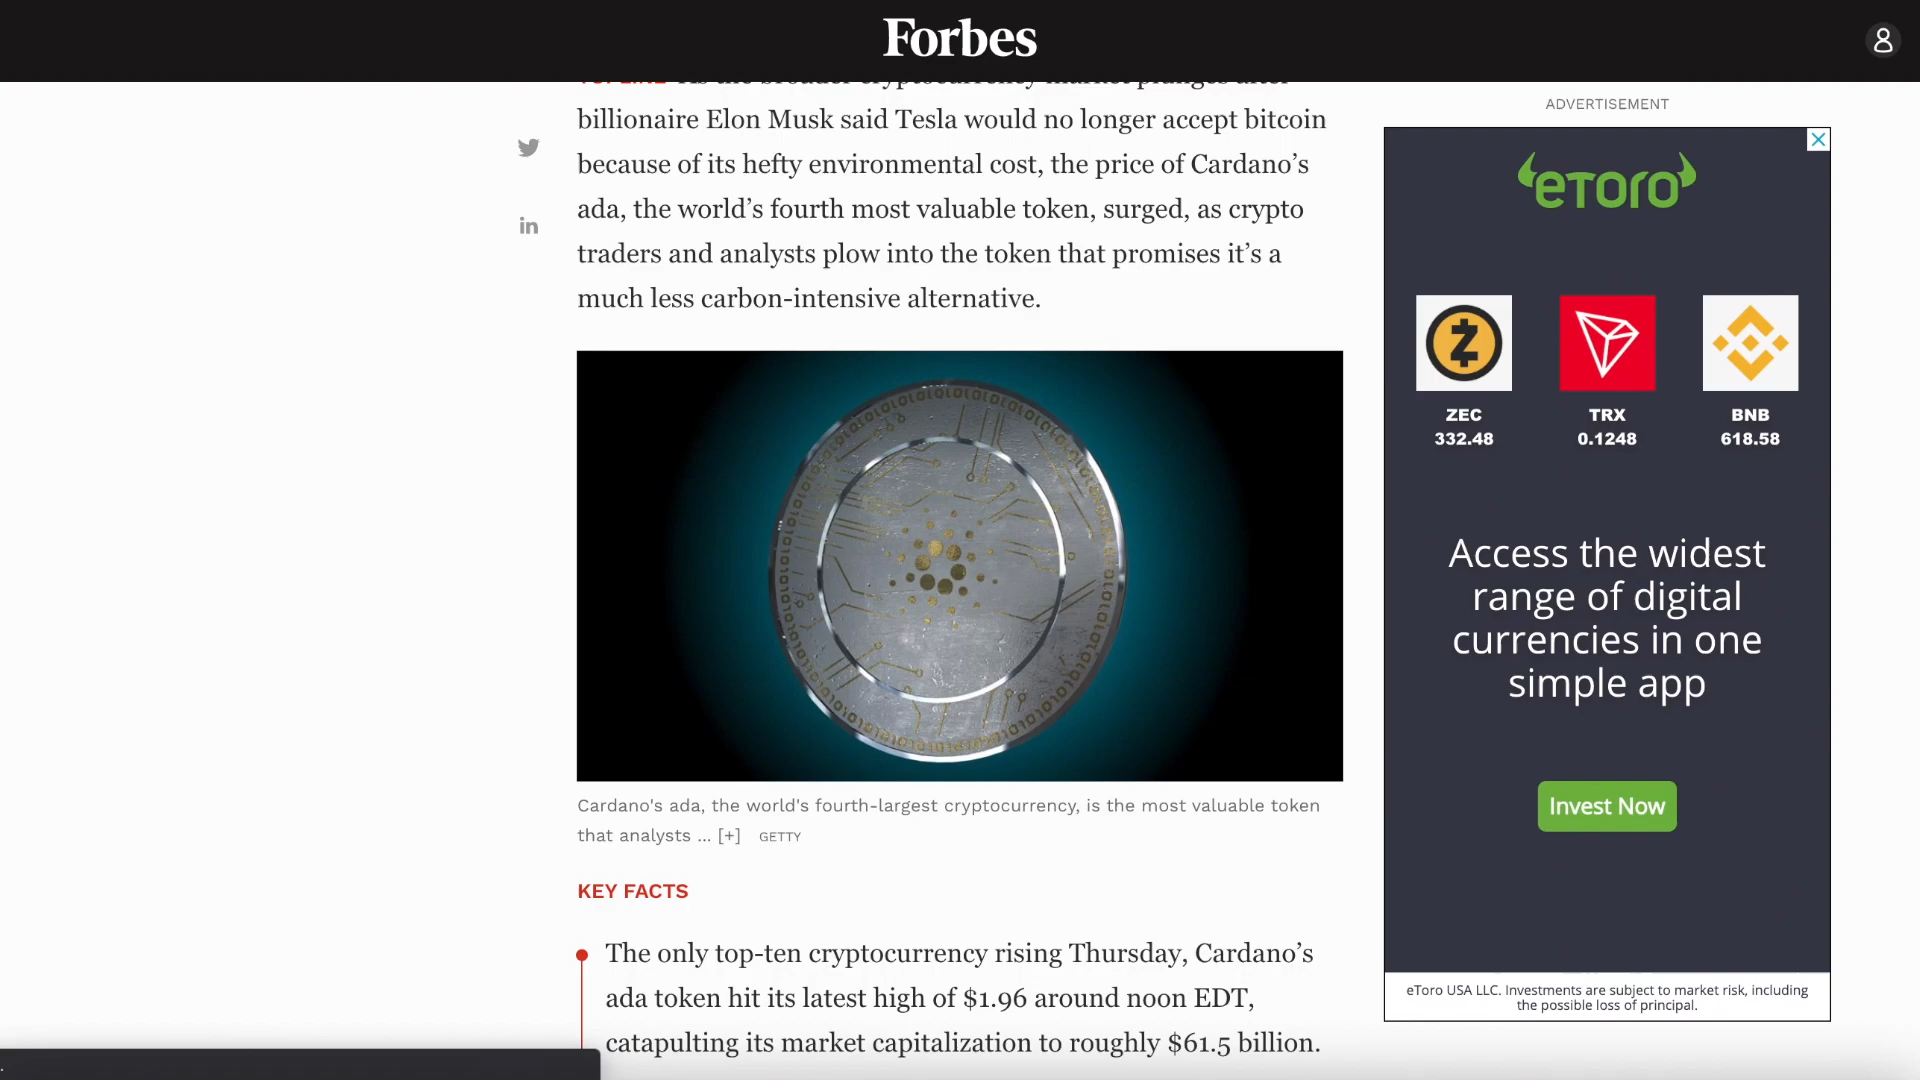 Forbes
billionaire Elon Musk said Tesla would no longer accept bitcoin
because of its hefty environmental cost, the price of Cardano’s
ada, the world’s fourth most valuable token, surged, as crypto
traders and analysts plow into the token that promises it’s a
much less carbon-intensive alternative.
Cardano's ada, the world's fourth-largest cryptocurrency, is the most valuable token
that analysts ... [+] GETTY
KEY FACTS
The only top-ten cryptocurrency rising Thursday, Cardano’s
ada token hit its latest high of $1.96 around noon EDT,
catapulting its market capitalization to roughly $61.5 billion.
ADVERTISEMENT
eToro
ZEC
332.48
TRX
0.1248
BNB
618.58
Access the widest
range of digital
currencies in one
simple app
Invest Now
eToro USA LLC. Investments are subject to market risk, including
the possible loss of principal.